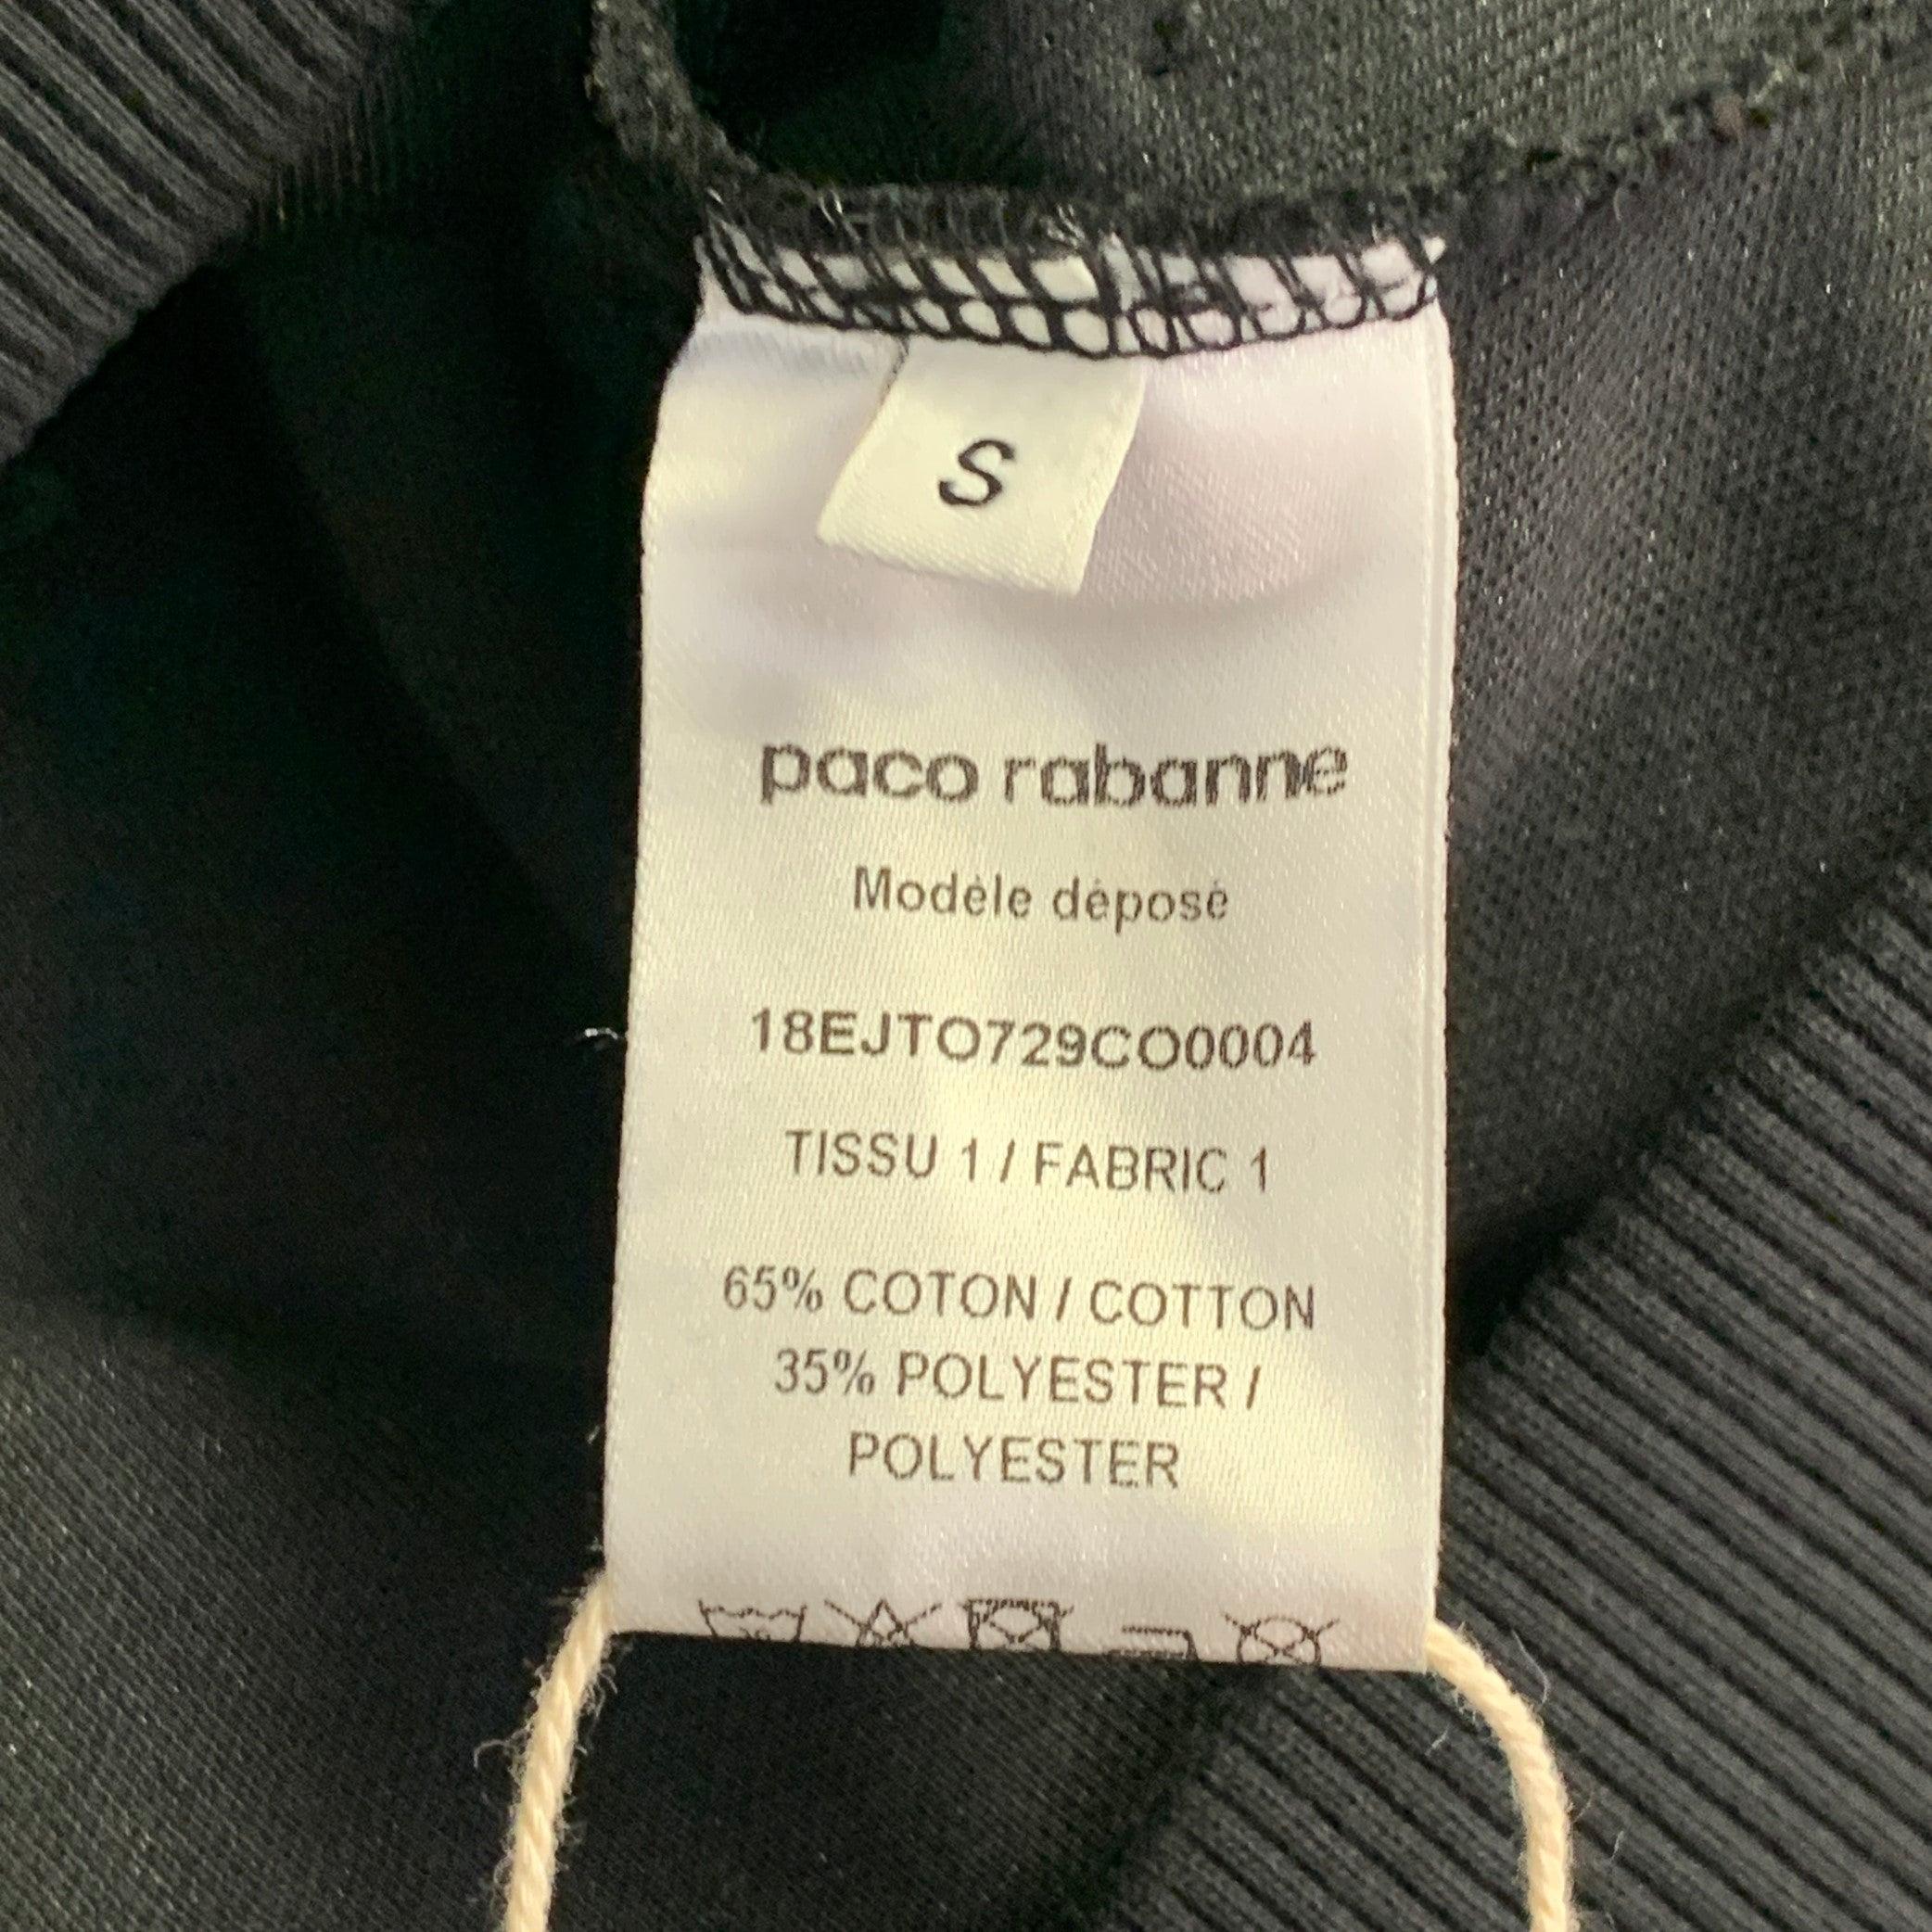 S
paco rabanne
Modèle déposé
18EJTO729CO0004
TISSU 1 / FABRIC 1
65% COTON / COTTON
35% POLYESTER /
POLYESTER